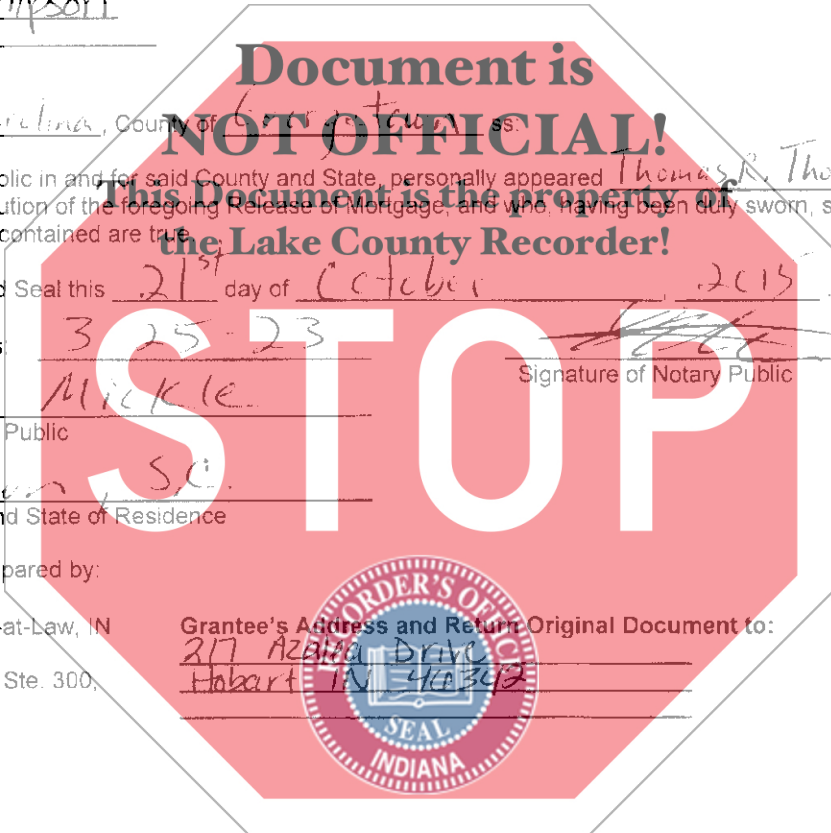 mpson
Document is
rolina, County of Georgetown ss:
NOT OFFICIAL!
blic in and for said County and State, personally appeared Thomas R. Tho
This Document is the property of
ution of the foregoing Release of Mortgage, and who, having been duly sworn, s
contained are true.
the Lake County Recorder!
d Seal this 21st day of October, 2015
3 25-23
Signature of Notary Public
Mickle
Public
S.C.
nd State of Residence
STOP
pared by:
-at-Law, IN
Grantee's Address and Return Original Document to:
217 Azalea Drive
Ste. 300,
Hobart IN 46342
RECORDER'S OFFICE
SEAL
INDIANA